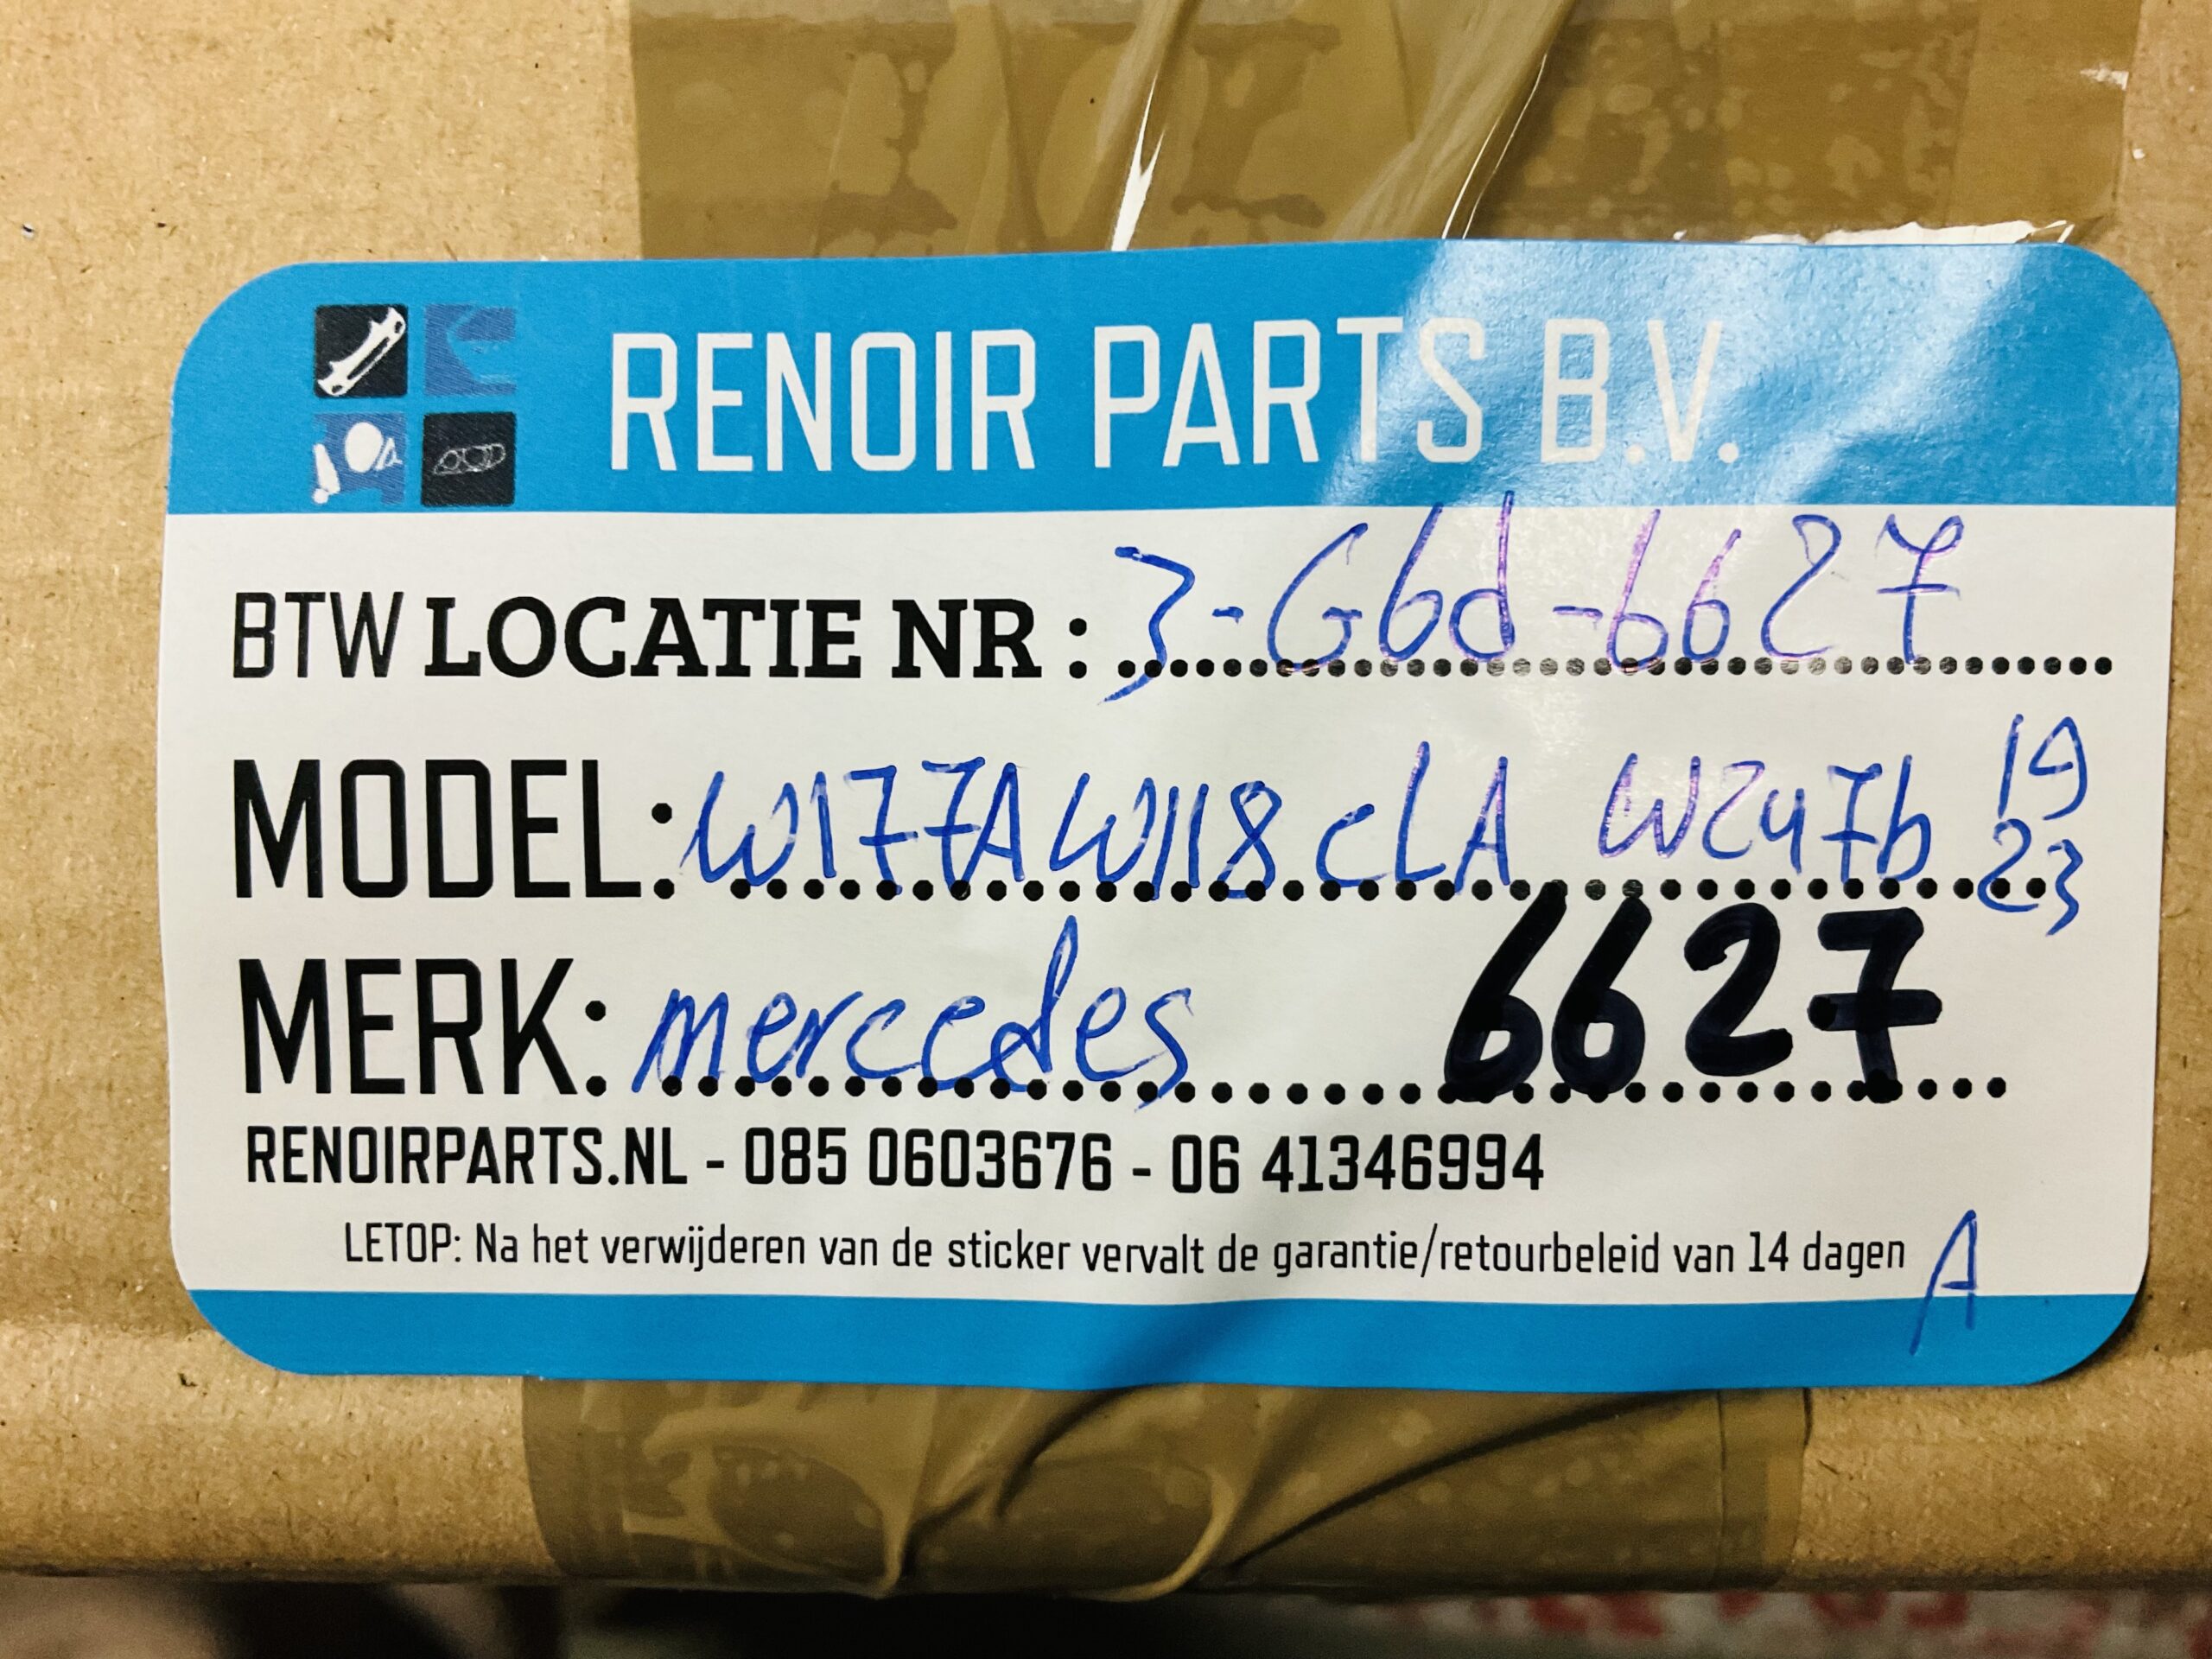 RENOIR PARTS B.V.
BTW LOCATIE NR : 3-G6d-6627
MODEL: W177A W118 cLA W247b 19
23
MERK: mercedes 6627
RENOIRPARTS.NL - 085 0603676 - 06 41346994
LETOP: Na het verwijderen van de sticker vervalt de garantie/retourbeleid van 14 dagen A